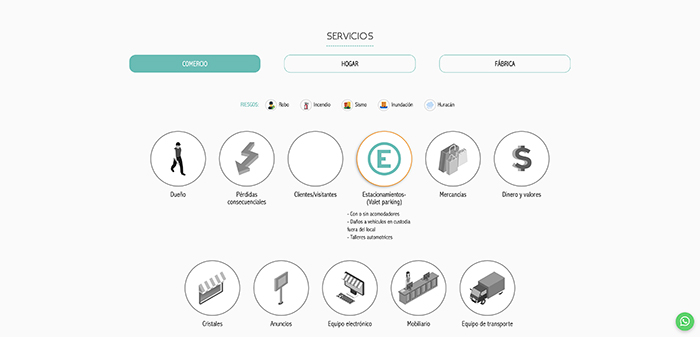 SERVICIOS
COMERCIO
HOGAR
FÁBRICA
RIESGOS:
Robo
Incendio
Sismo
Inundación
Huracán
E
$
Dueño
Pérdidas
consecuenciales
Clientes/Visitantes
Estacionamientos-
(Valet parking)
Mercancías
Dinero y valores
- Con o sin acomodadores
- Daños a vehículos en custodia
fuera del local
- Talleres automotrices
Cristales
Anuncios
Equipo electrónico
Mobiliario
Equipo de transporte